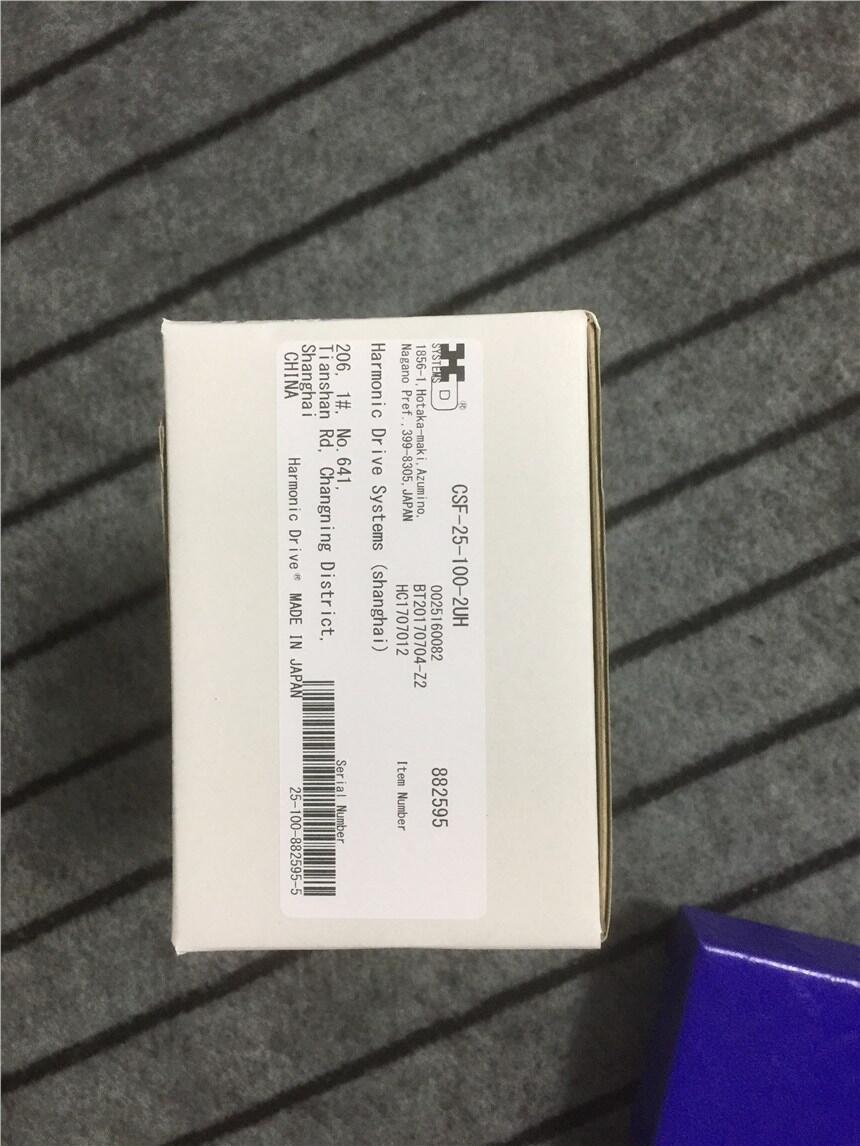 HD®
SYSTEMS
1856-1, Hotaka-maki, Azumino,
Nagano Pref., 399-8305, JAPAN
CSF-25-100-2UH
0025160082
BT20170704-Z2
HC1707012
882595
Item Number
Harmonic Drive Systems (shanghai)
206, 1#, No.641,
Tianshan Rd, Changning District,
Shanghai
CHINA
Harmonic Drive® MADE IN JAPAN
Serial Number
25-100-882595-5